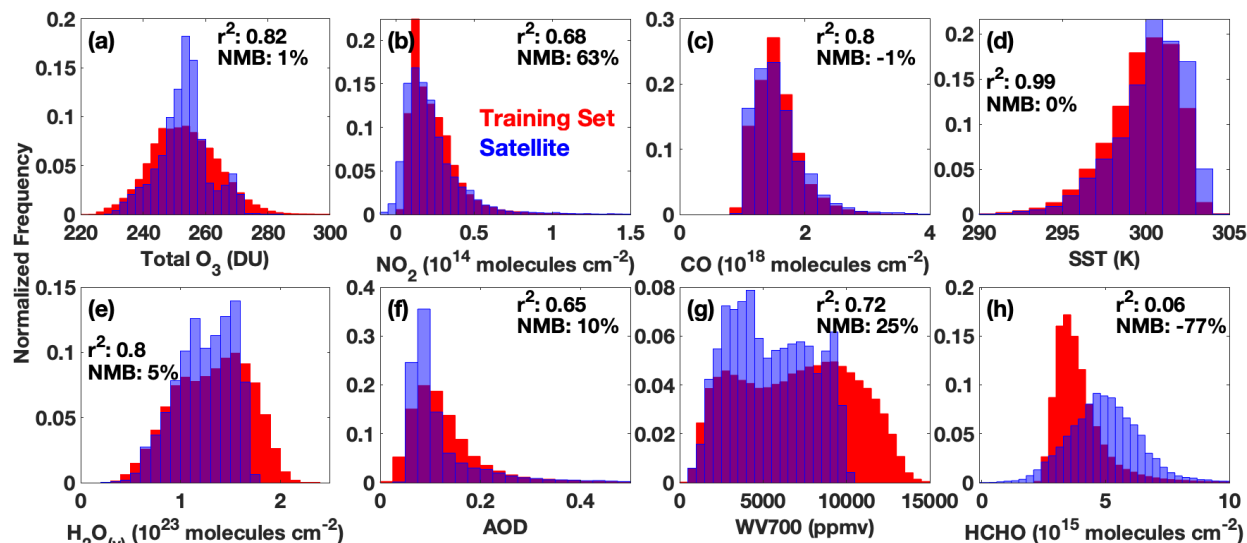 (a)
r²: 0.82
NMB: 1%
0.2
0.15
0.1
0.05
0
220 240 260 280 300
Total O₃ (DU)
(b)
r²: 0.68
NMB: 63%
Training Set
Satellite
0.2
0.15
0.1
0.05
0
0 0.5 1 1.5
NO₂ (10¹⁴ molecules cm⁻²)
(c)
r²: 0.8
NMB: -1%
0.3
0.2
0.1
0
0 2 4
CO (10¹⁸ molecules cm⁻²)
(d)
r²: 0.99
NMB: 0%
0.2
0.15
0.1
0.05
0
290 295 300 305
SST (K)
Normalized Frequency
(e)
r²: 0.8
NMB: 5%
0.15
0.1
0.05
0
0 1 2
H₂O₍ᵥ₎ (10²³ molecules cm⁻²)
(f)
r²: 0.65
NMB: 10%
0.4
0.3
0.2
0.1
0
0 0.2 0.4
AOD
(g)
r²: 0.72
NMB: 25%
0.08
0.06
0.04
0.02
0
0 5000 10000 15000
WV700 (ppmv)
(h)
r²: 0.06
NMB: -77%
0.2
0.15
0.1
0.05
0
0 5 10
HCHO (10¹⁵ molecules cm⁻²)